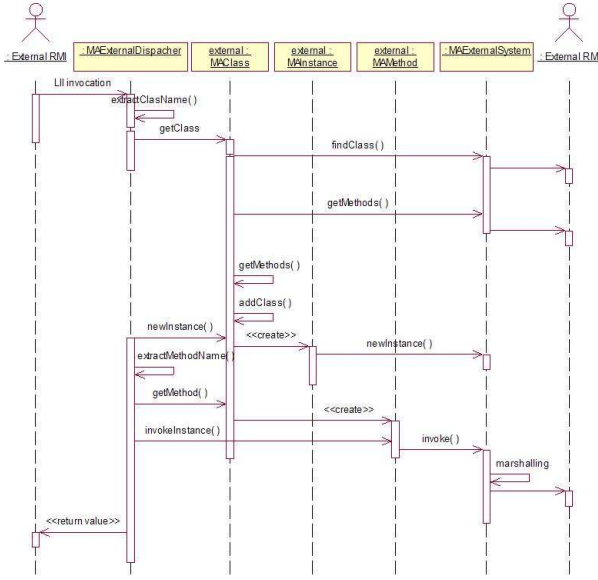 : External RMI
: MAExternalDispacher
external :
MAClass
external :
MAInstance
external :
MAMethod
: MAExternalSystem
: External RMI
LII invocation
extractClasName( )
getClass
findClass( )
getMethods( )
getMethods( )
addClass( )
newInstance( )
<<create>>
newInstance( )
extractMethodName( )
getMethod( )
<<create>>
invokeInstance( )
invoke( )
marshalling
<<return value>>